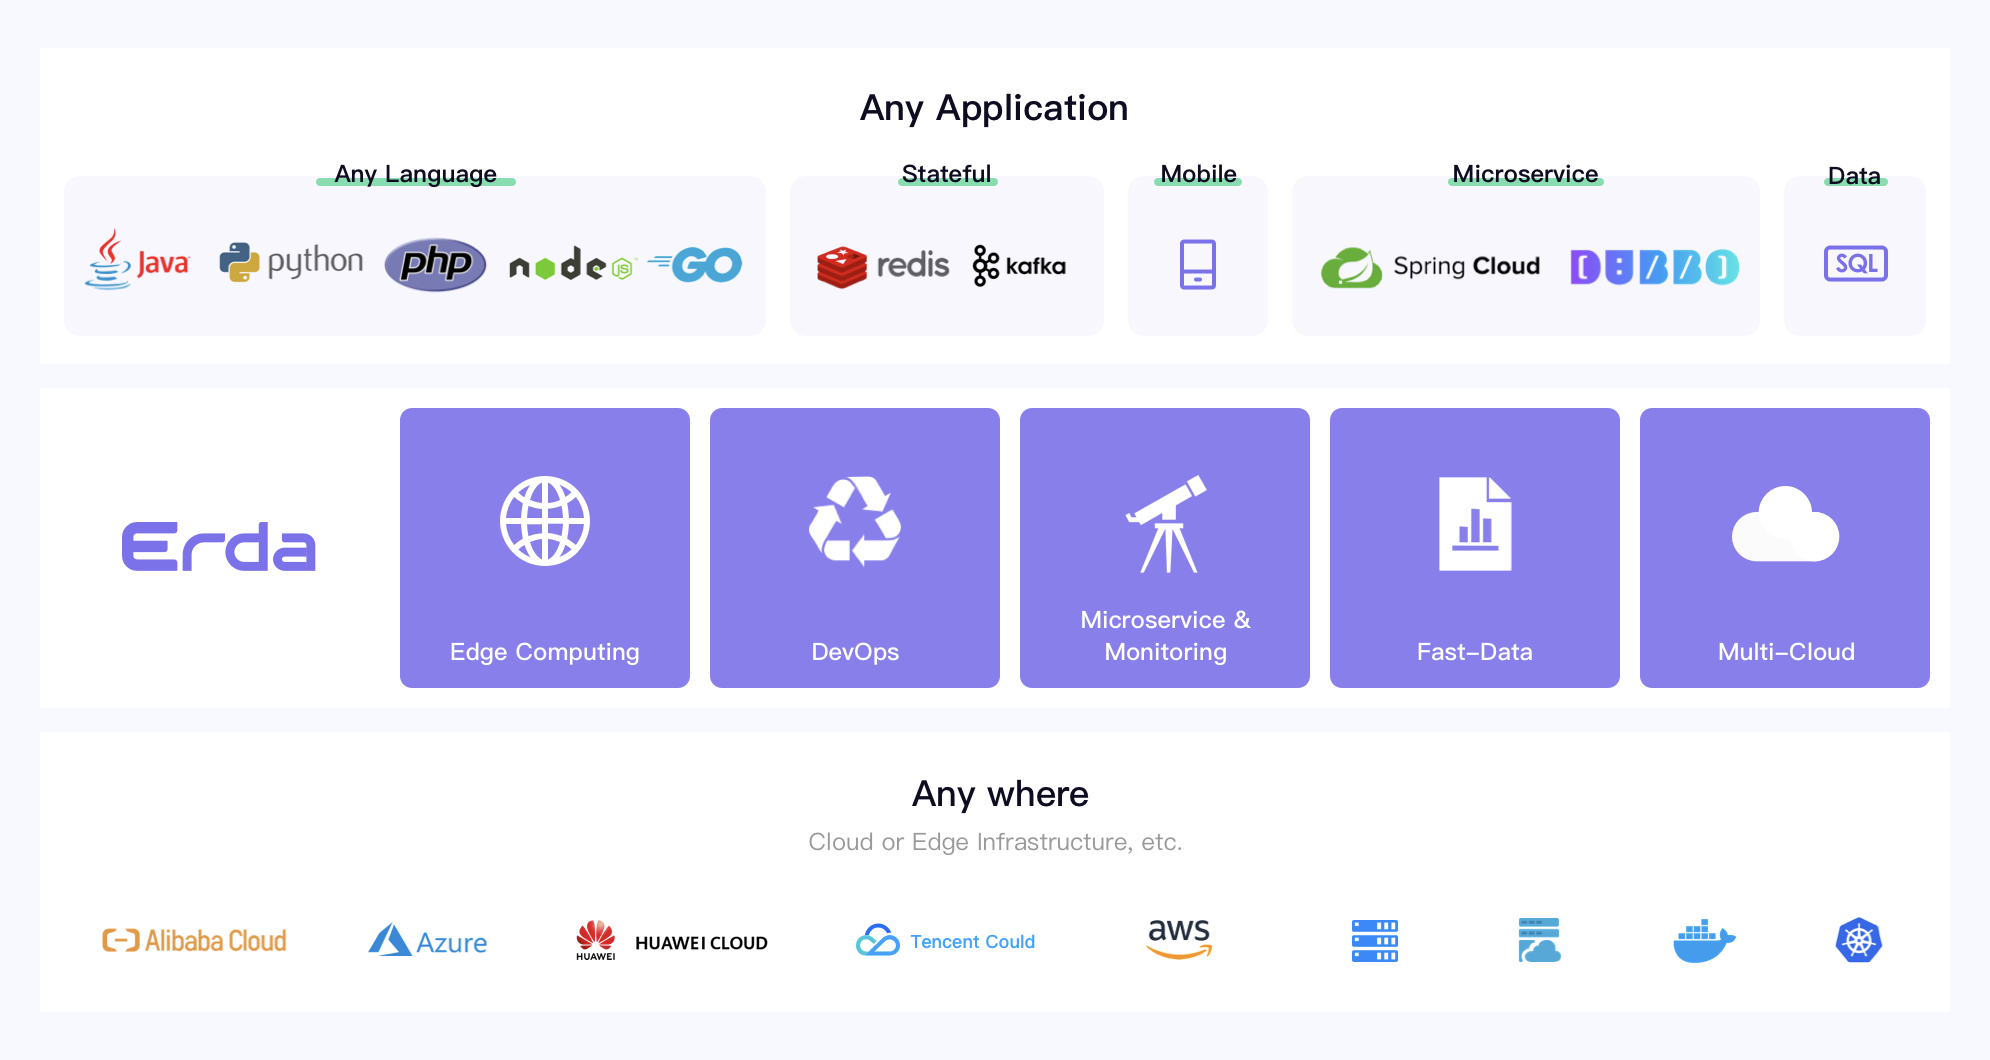 Any Application
Any Language
Stateful
Mobile
Microservice
Data
Java
python
php
node JS
GO
redis
kafka
Spring Cloud
DUBBO
SQL
Erda
Edge Computing
DevOps
Microservice &
Monitoring
Fast-Data
Multi-Cloud
Any where
Cloud or Edge Infrastructure, etc.
Alibaba Cloud
Azure
HUAWEI
HUAWEI CLOUD
Tencent Could
aws